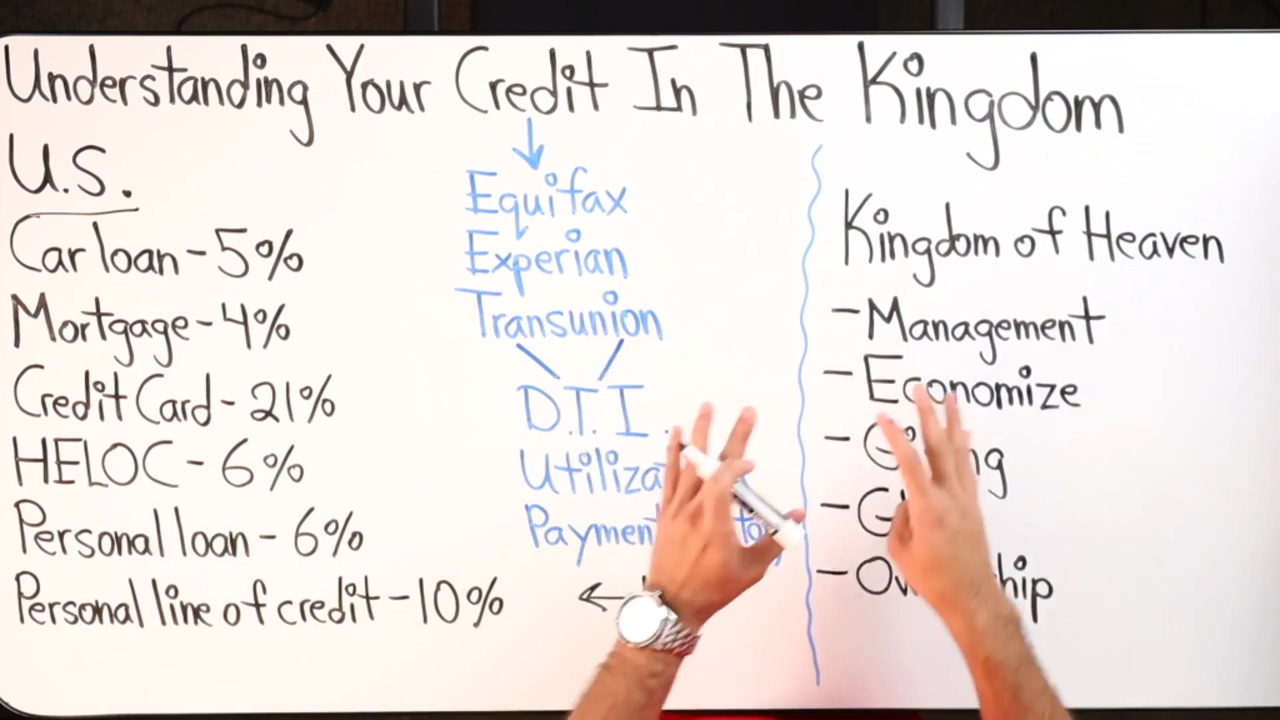 Understanding Your Credit In The Kingdom
U.S.
Car loan - 5%
Mortgage - 4%
Credit Card - 21%
HELOC - 6%
Personal loan - 6%
Personal line of credit - 10%
Equifax
Experian
Transunion
D.T.I.
Kingdom of Heaven
- Management
- Economize